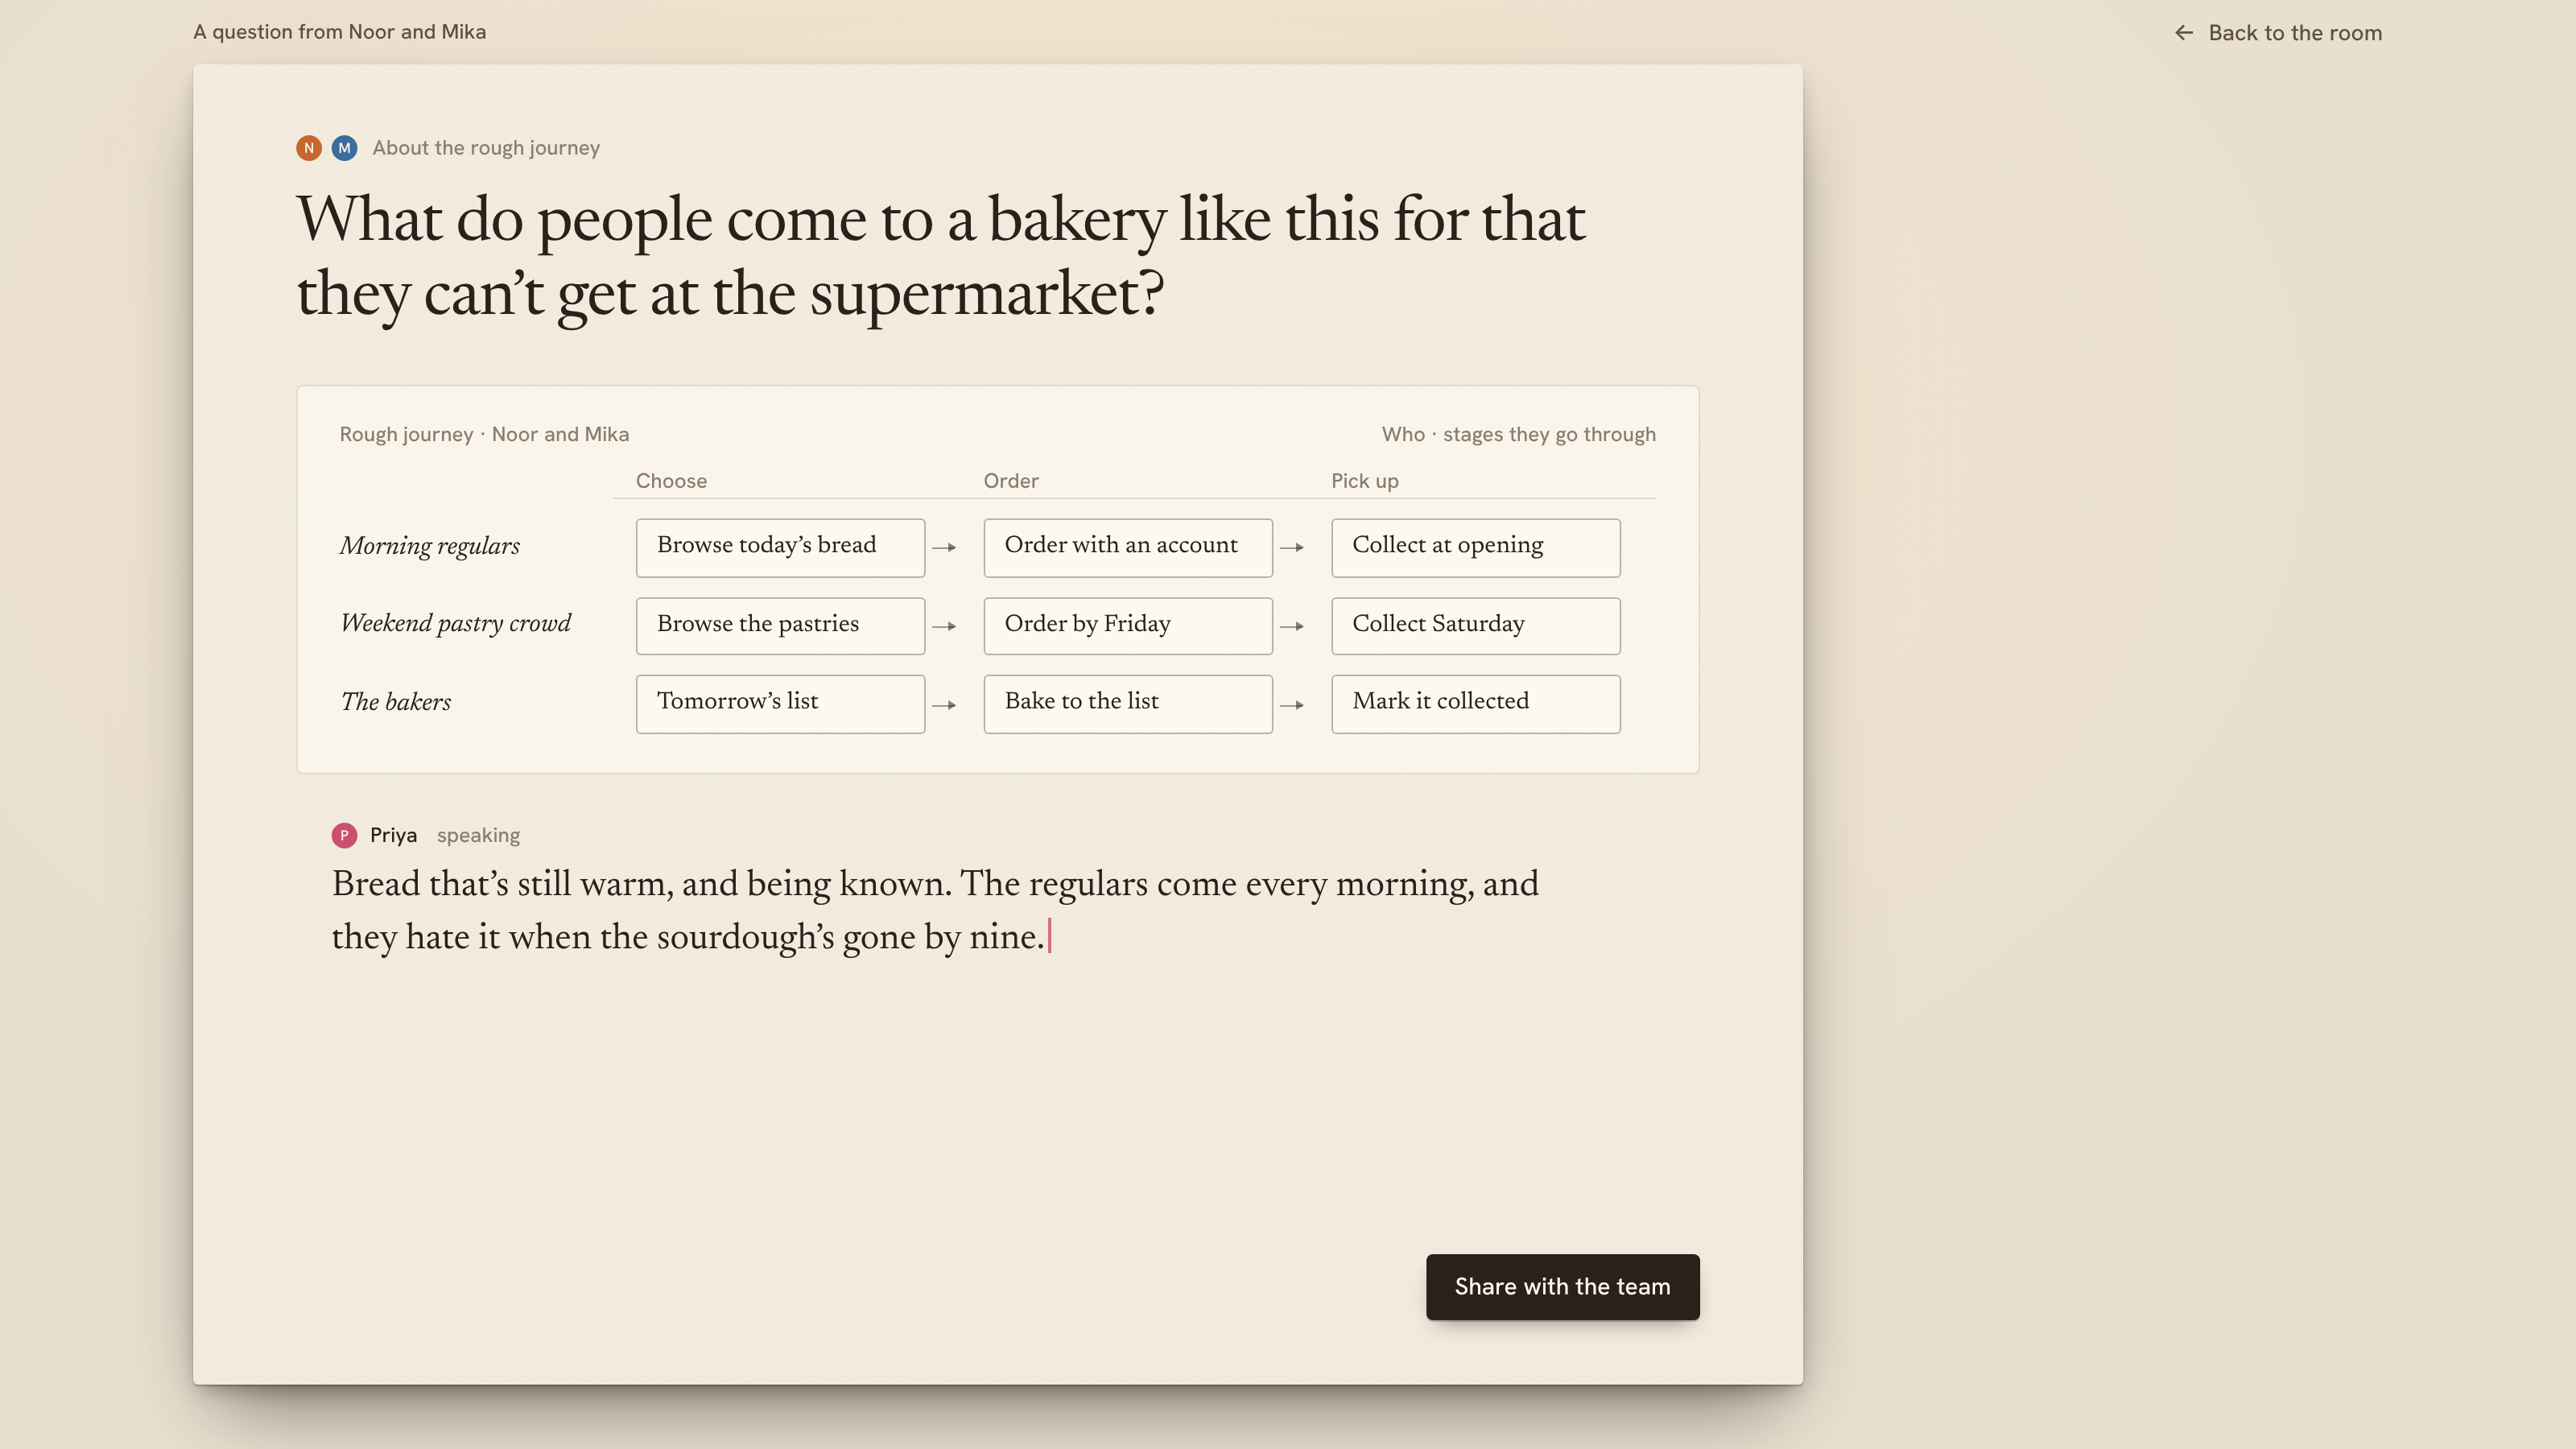 A question from Noor and Mika
← Back to the room
N M About the rough journey
What do people come to a bakery like this for that
they can’t get at the supermarket?
Rough journey · Noor and Mika
Who · stages they go through
Choose Order Pick up
Morning regulars Browse today’s bread Order with an account Collect at opening
Weekend pastry crowd Browse the pastries Order by Friday Collect Saturday
The bakers Tomorrow’s list Bake to the list Mark it collected
P Priya speaking
Bread that’s still warm, and being known. The regulars come every morning, and
they hate it when the sourdough’s gone by nine.
Share with the team